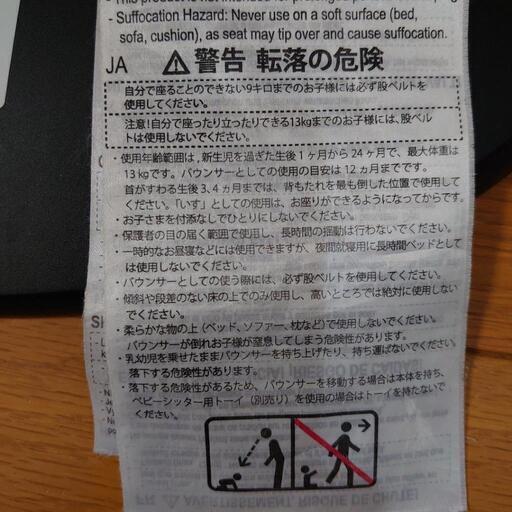 - Suffocation Hazard: Never use on a soft surface (bed,
sofa, cushion), as seat may tip over and cause suffocation.
JA ⚠警告 転落の危険
自分で座ることのできない9キロまでのお子様には必ず股ベルトを
使用してください。
注意！自分で座ったり立ったりできる13kgまでのお子様には、股ベル
トは使用しないでください。
・使用年齢範囲は、新生児を過ぎた生後1ヶ月から24ヶ月で、最大体重は
13kgです。バウンサーとしての使用の目安は12ヵ月までです。
首がすわる生後3、4ヵ月までは、背もたれを最も倒した位置で使用して
ください。「いす」としての使用は、お座りができるようになってからです。
・お子さまを付添なしでひとりにしないでください。
・保護者の目の届く範囲で使用し、長時間の揺動は行わないでください。
・一時的なお昼寝などには使用できますが、夜間就寝用に長時間ベッドとして
は使用しないでください。
・バウンサーとしての使う際には、必ず股ベルトを使用してください。
・傾斜や段差のない床の上でのみ使用し、高いところでは絶対に使用しない
でください。
・柔らかな物の上（ベッド、ソファー、枕など）で使用しないでください。
バウンサーが倒れお子様が窒息してしまう危険性があります。
・乳幼児を乗せたままバウンサーを持ち上げたり、持ち運ばないでください。
落下する危険性があります。
・落下する危険性があるため、バウンサーを移動する場合は本体を持ち、
ベビーシッター用トーイ（別売り）を使用の場合はトーイを持たないで
ください。